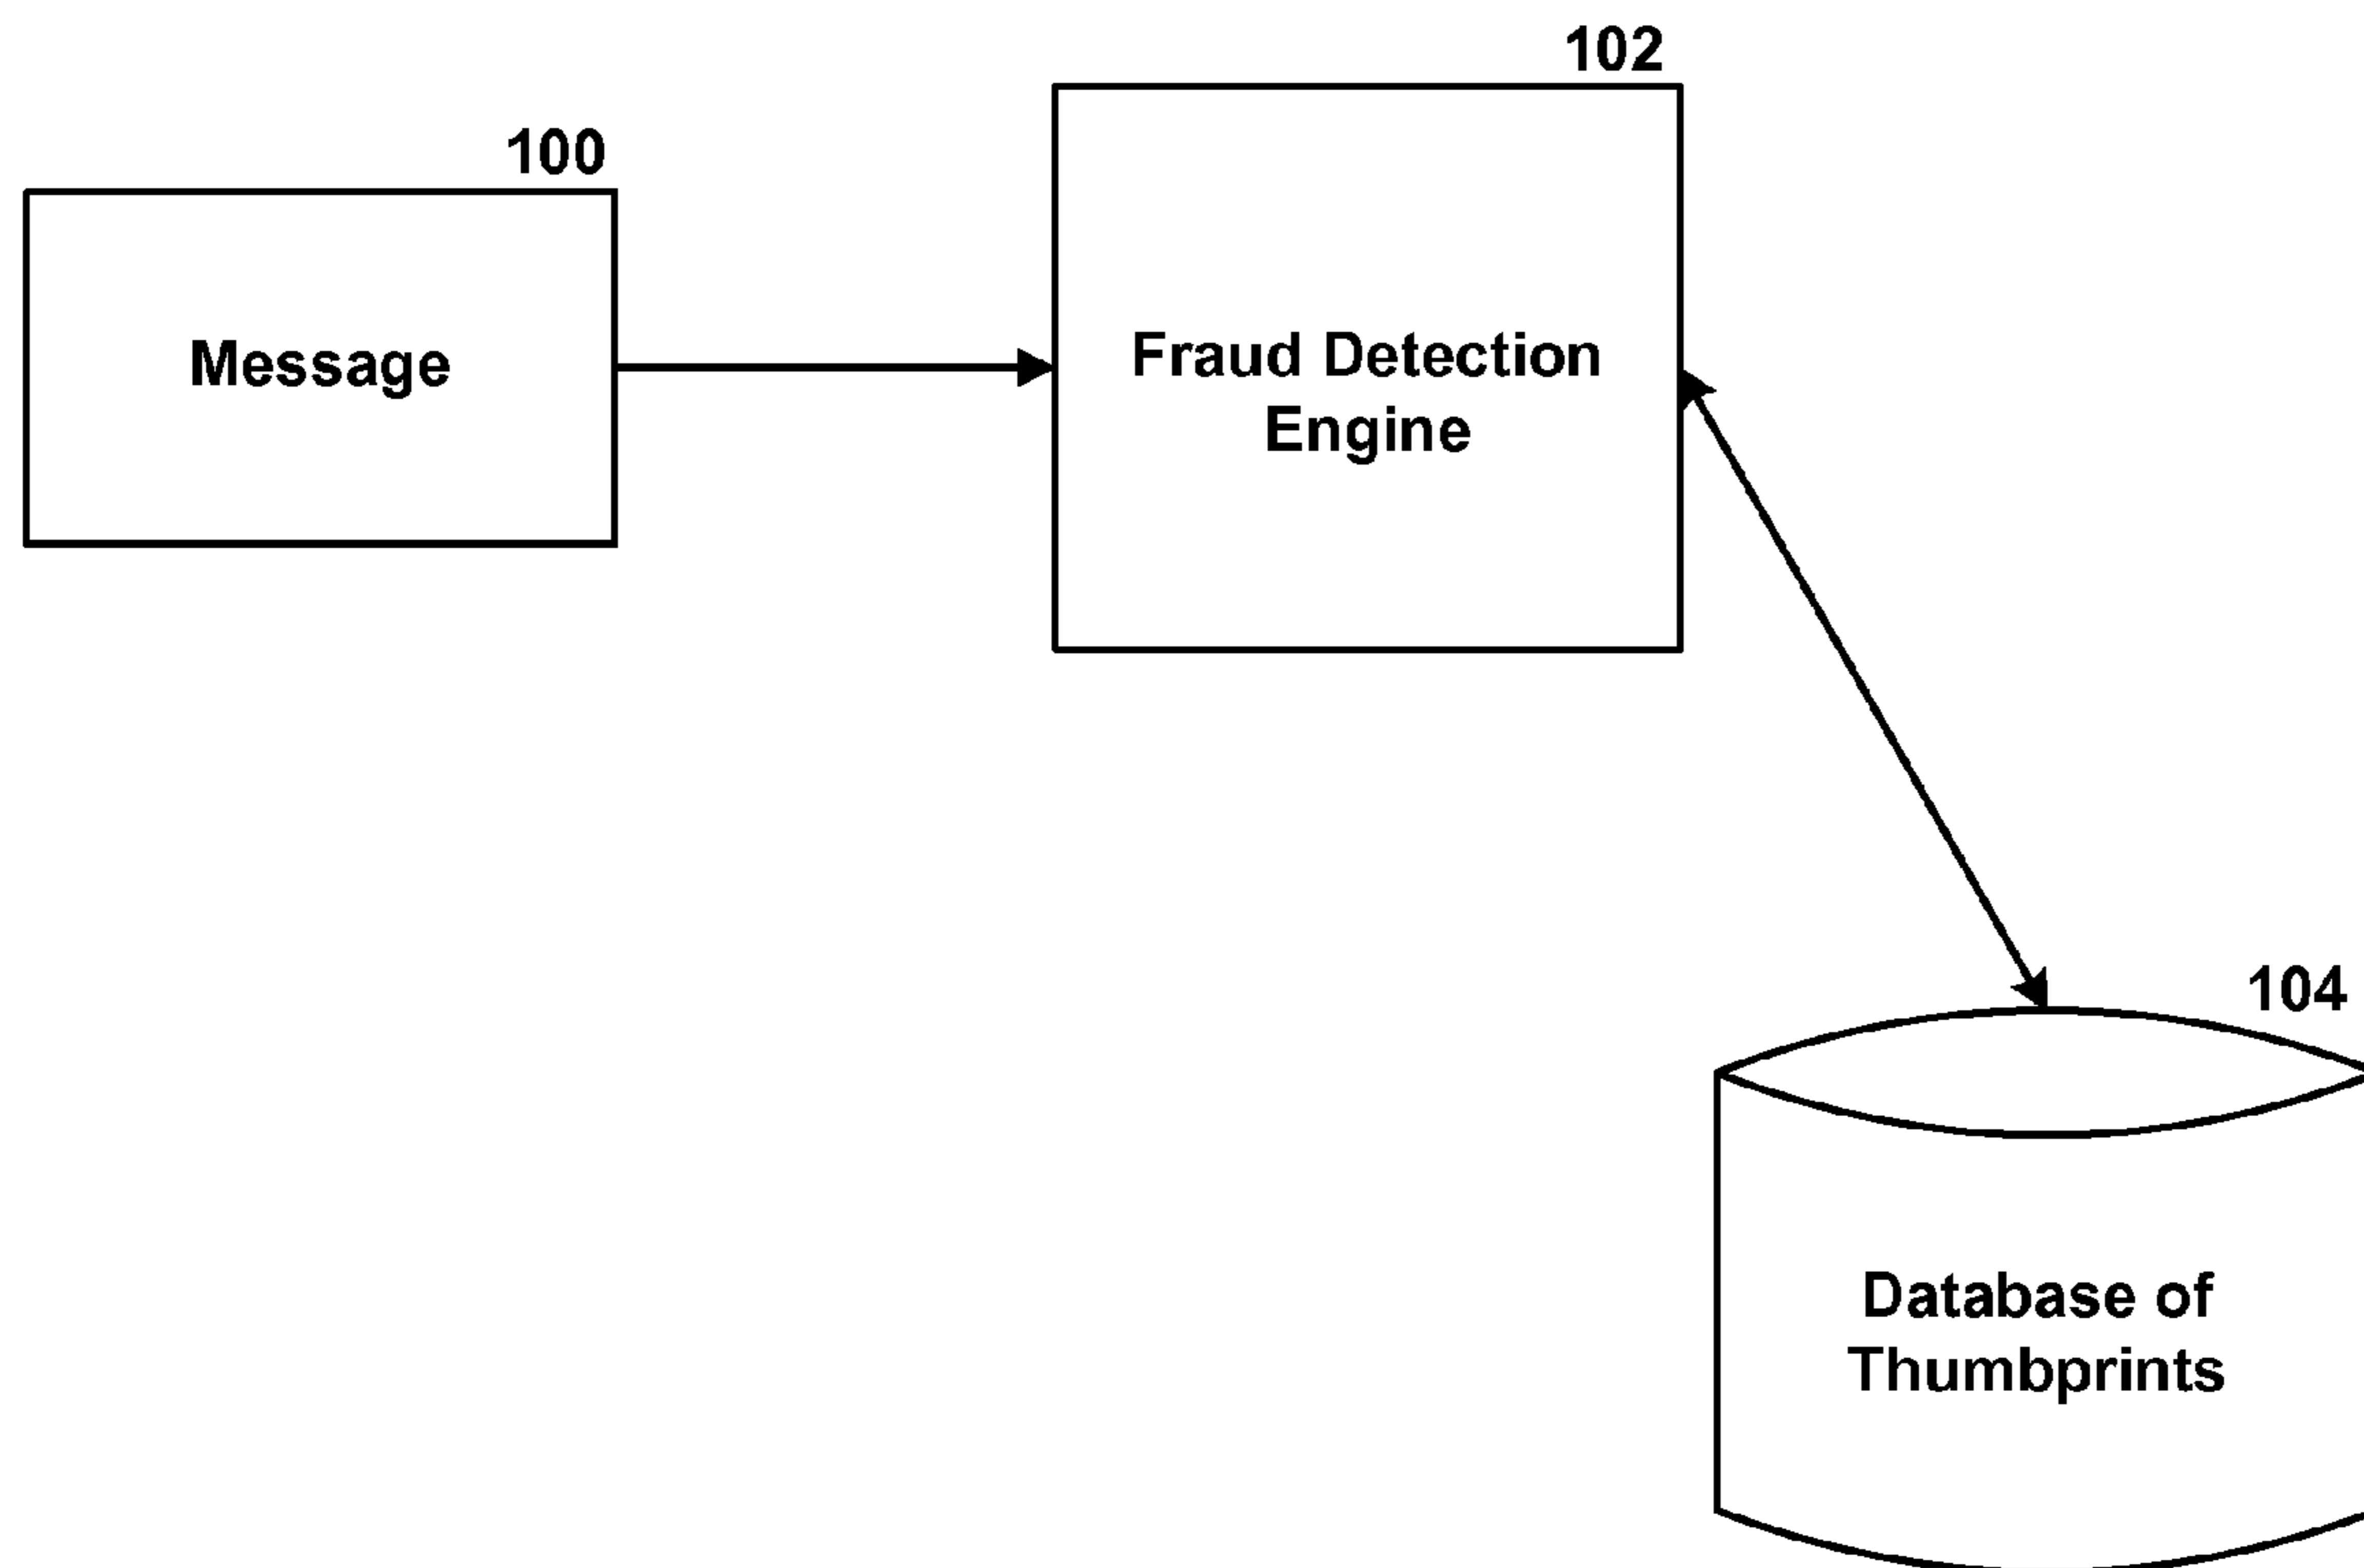 102
100
Message
Fraud Detection
Engine
104
Database of
Thumbprints